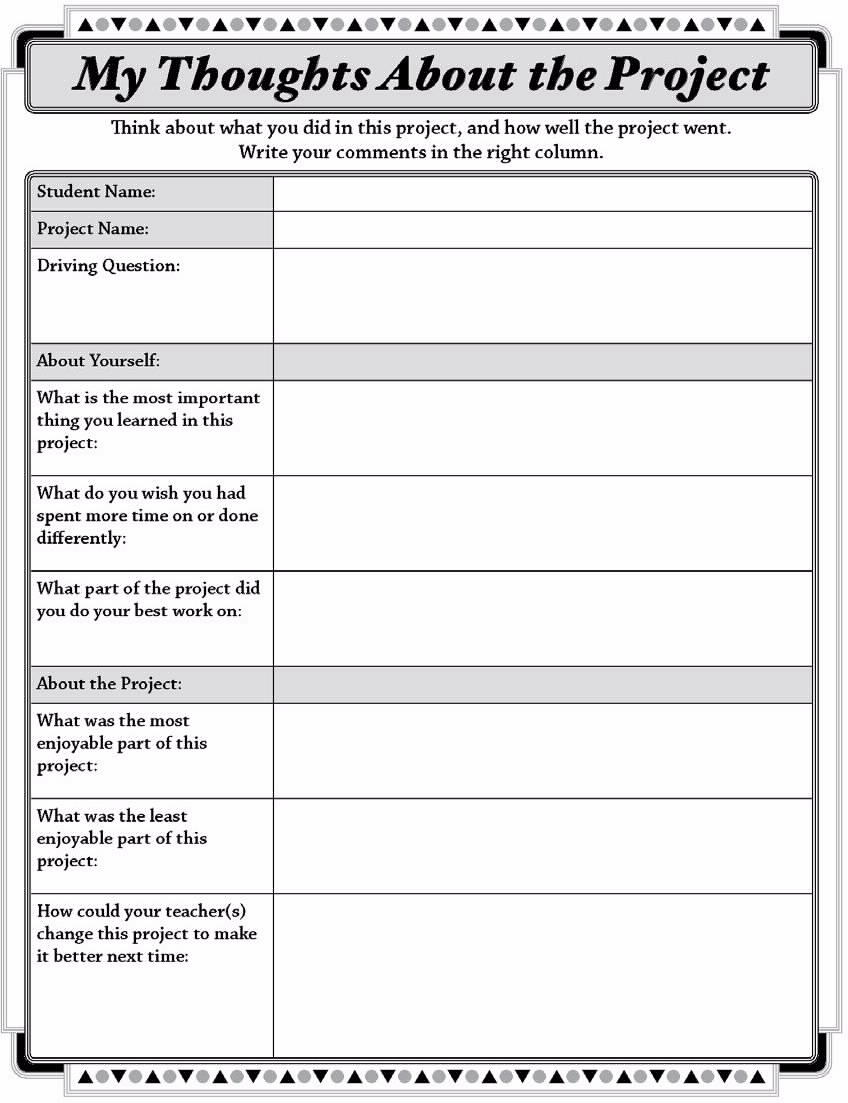 My Thoughts About the Project
Think about what you did in this project, and how well the project went.
Write your comments in the right column.
Student Name:
Project Name:
Driving Question:
About Yourself:
What is the most important
thing you learned in this
project:
What do you wish you had
spent more time on or done
differently:
What part of the project did
you do your best work on:
About the Project:
What was the most
enjoyable part of this
project:
What was the least
enjoyable part of this
project:
How could your teacher(s)
change this project to make
it better next time: